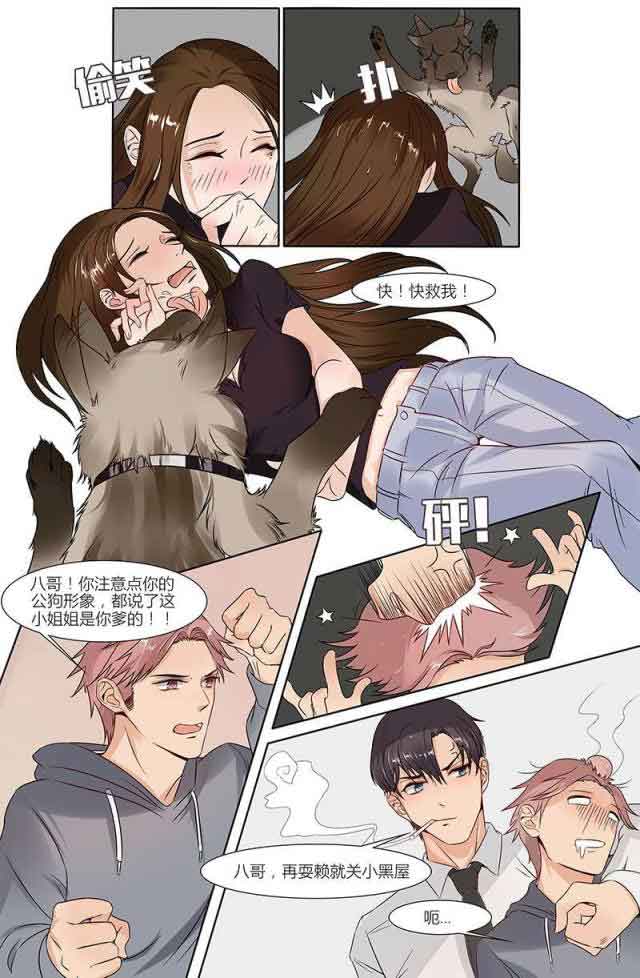 偷笑
扑
快！快救我！
砰！
八哥！你注意点你的
公狗形象，都说了这
小姐姐是你爹的！！
八哥，再耍赖就关小黑屋
呃…